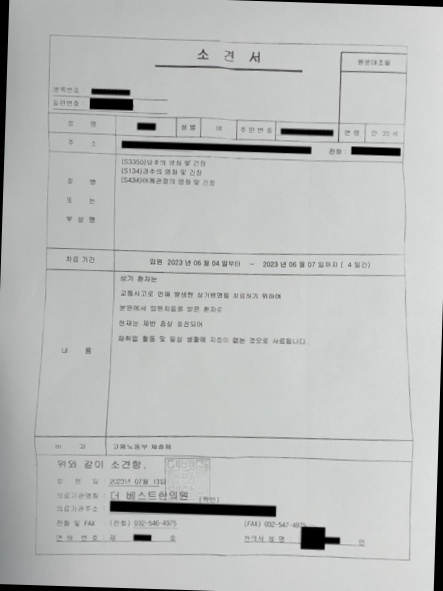 소 견 서
원본대조필
등록번호 :
일련번호 :
성 명 성별 여 주민번호 연령 만 30 세
주 소 전화 :
(S3350)요추의 염좌 및 긴장
(S134)경추의 염좌 및 긴장
(S434)어깨관절의 염좌 및 긴장
질 병
또 는
부 상 명
치료 기간 입원 2023 년 06 월 04 일부터 - 2023 년 06 월 07 일까지 ( 4 일간)
상기 환자는
교통사고로 인해 발생한 상기병명을 치료하기 위하여
본원에서 입원치료를 받은 환자로
현재는 제반 증상 호전되어
재취업 활동 및 일상 생활에 지장이 없는 것으로 사료됩니다.
내 용
비 고 고용노동부 제출용
위와 같이 소견함.
발 행 일 : 2023년 07월 13일
의료기관명칭 : 더 베스트한의원 (직인)
의료기관주소 :
전화 및 FAX : (전화) 032-546-4975 (FAX) 032-547-4975
면 허 번 호 : 제 호 한의사 성 명 : 인